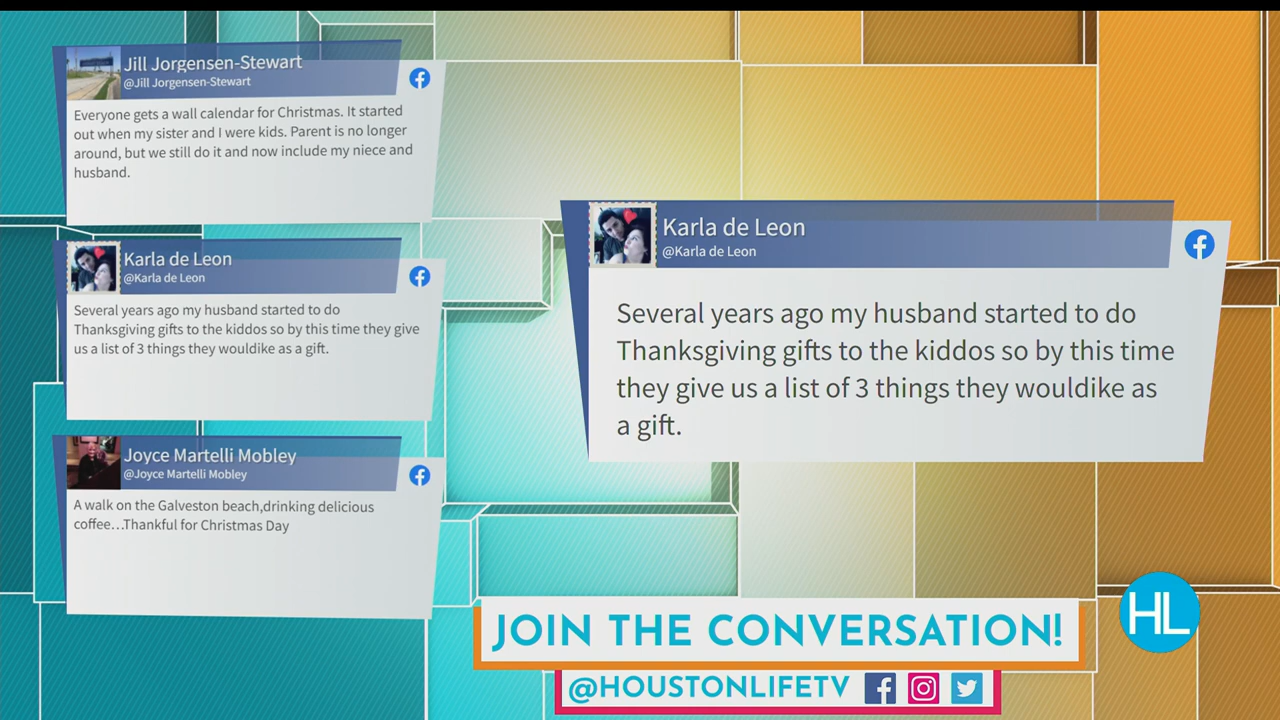 Jill Jorgensen-Stewart
@Jill Jorgensen-Stewart
Everyone gets a wall calendar for Christmas. It started
out when my sister and I were kids. Parent is no longer
around, but we still do it and now include my niece and
husband.
Karla de Leon
@Karla de Leon
Several years ago my husband started to do
Thanksgiving gifts to the kiddos so by this time they give
us a list of 3 things they wouldike as a gift.
Joyce Martelli Mobley
@Joyce Martelli Mobley
A walk on the Galveston beach,drinking delicious
coffee...Thankful for Christmas Day
Karla de Leon
@Karla de Leon
Several years ago my husband started to do
Thanksgiving gifts to the kiddos so by this time
they give us a list of 3 things they wouldike as
a gift.
HL
JOIN THE CONVERSATION!
@HOUSTONLIFETV